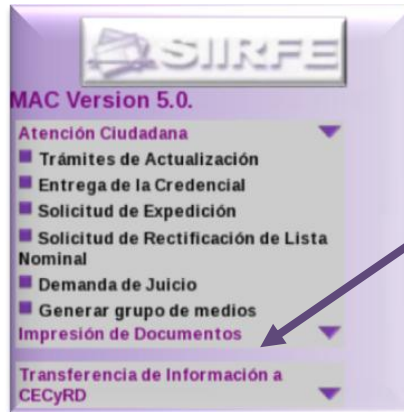 SIIRFE
MAC Version 5.0.
Atención Ciudadana
Trámites de Actualización
Entrega de la Credencial
Solicitud de Expedición
Solicitud de Rectificación de Lista
Nominal
Demanda de Juicio
Generar grupo de medios
Impresión de Documentos
Transferencia de Información a
CECyRD